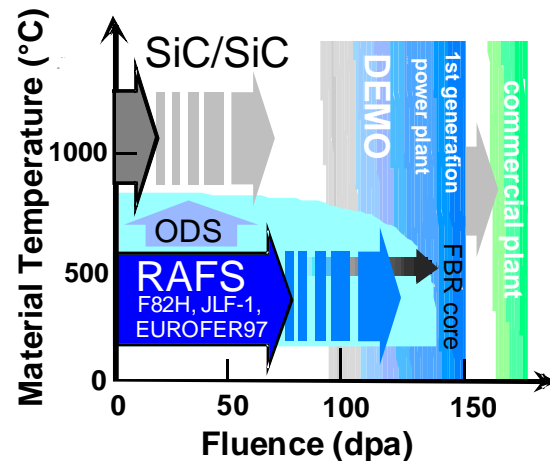 Material Temperature (°C)
SiC/SiC
1000
ODS
RAFS
F82H, JLF-1,
EUROFER97
500
0
DEMO
1st generation
power plant
commercial plant
FBR core
0
50
100
150
Fluence (dpa)